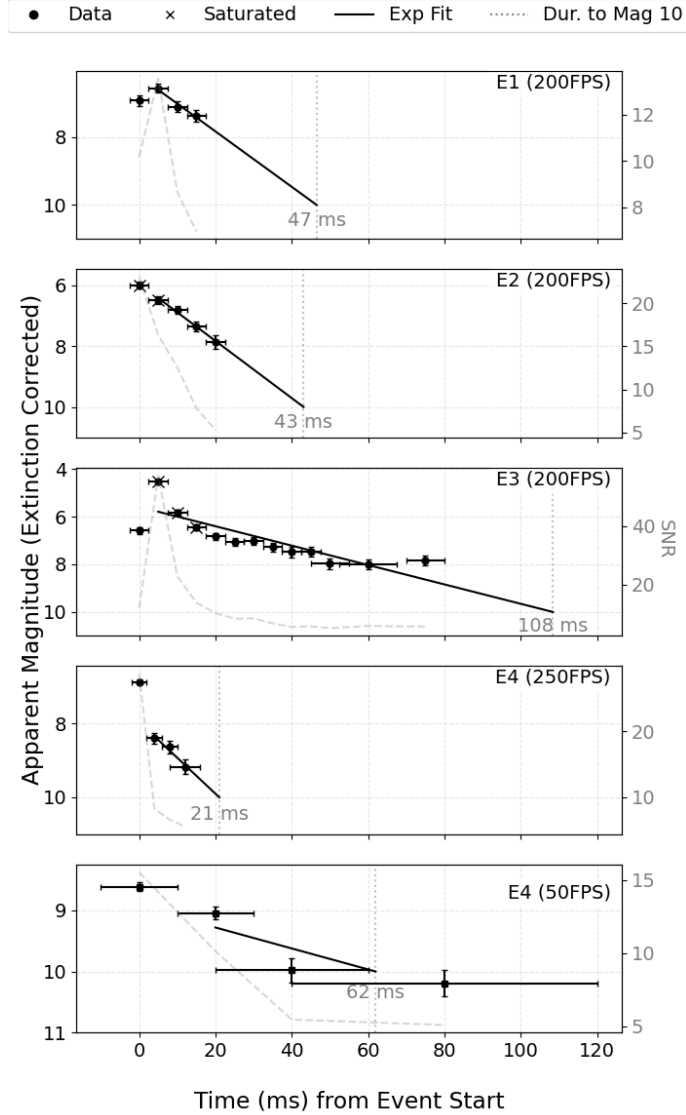 Data Saturated Exp Fit Dur. to Mag 10
E1 (200FPS)
8
10
12
10
8
47 ms
E2 (200FPS)
6
8
10
20
15
10
5
43 ms
E3 (200FPS)
4
6
8
10
40
20
108 ms
E4 (250FPS)
8
10
20
10
21 ms
E4 (50FPS)
9
10
11
15
10
5
62 ms
0 20 40 60 80 100 120
Time (ms) from Event Start
Apparent Magnitude (Extinction Corrected)
SNR